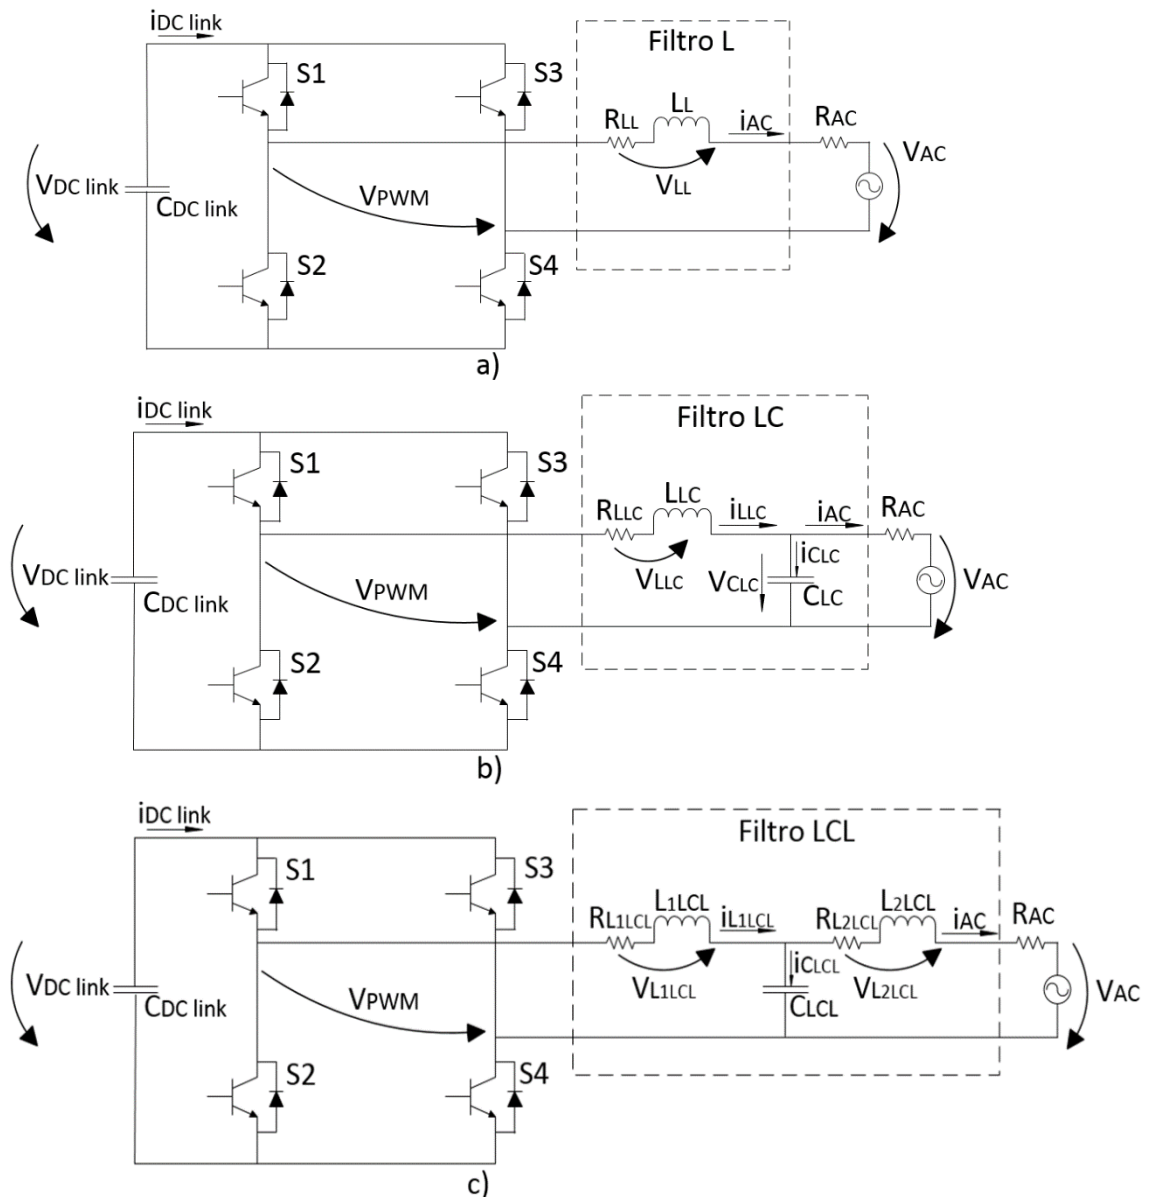 iDC link
Filtro L
S1
S3
RLL
LL
iAC
RAC
VAC
VDC link
CDC link
VPWM
VLL
S2
S4
a)
iDC link
Filtro LC
S1
S3
RLLC
LLC
iLLC
iAC
RAC
VLLC
iCLC
VDC link
CDC link
VPWM
VCLC
CLC
VAC
S2
S4
b)
iDC link
Filtro LCL
S1
S3
RL1LCL
L1LCL
iL1LCL
RL2LCL
L2LCL
iAC
RAC
VDC link
CDC link
VPWM
VL1LCL
iCLCL
CLCL
VL2LCL
VAC
S2
S4
c)